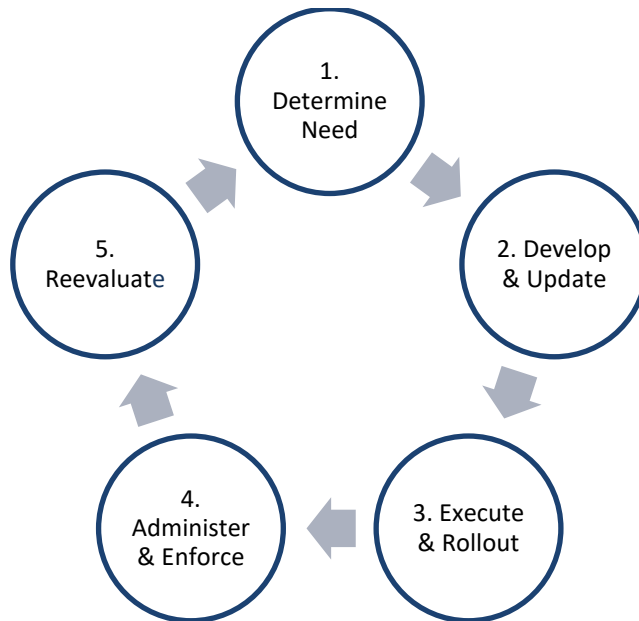 1.
Determine
Need
2. Develop
& Update
3. Execute
& Rollout
4.
Administer
& Enforce
5.
Reevaluate